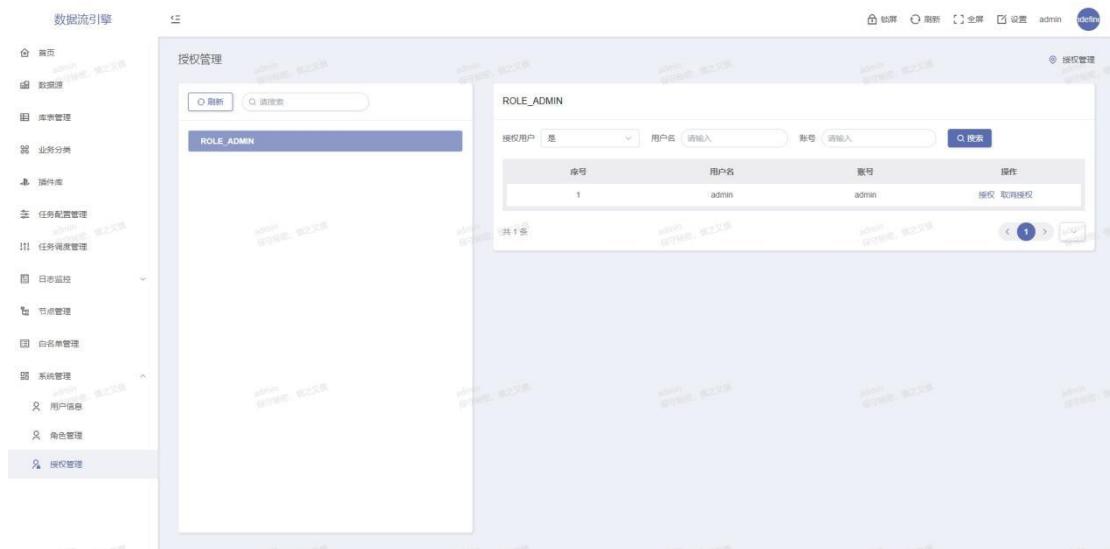 数据流引擎
锁屏 刷新 全屏 设置 admin
首页
数据源
库表管理
业务分类
插件库
任务配置管理
任务调度管理
日志监控
节点管理
白名单管理
系统管理
用户信息
角色管理
授权管理
授权管理
授权管理
刷新 请搜索
ROLE_ADMIN
ROLE_ADMIN
授权用户 是 用户名 请输入 账号 请输入 搜索
序号 用户名 账号 操作
1 admin admin 授权 取消授权
共 1 条 1